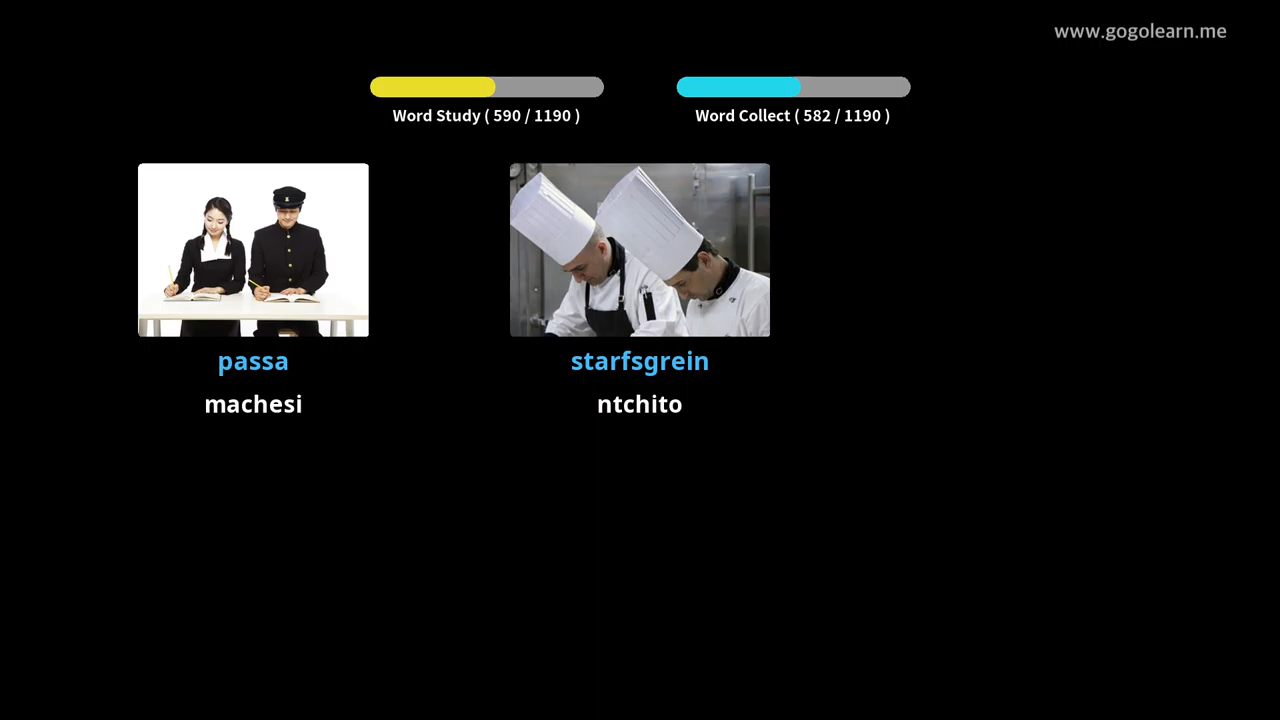 www.gogolearn.me
Word Study ( 590 / 1190 )
Word Collect ( 582 / 1190 )
passa
machesi
starfsgrein
ntchito